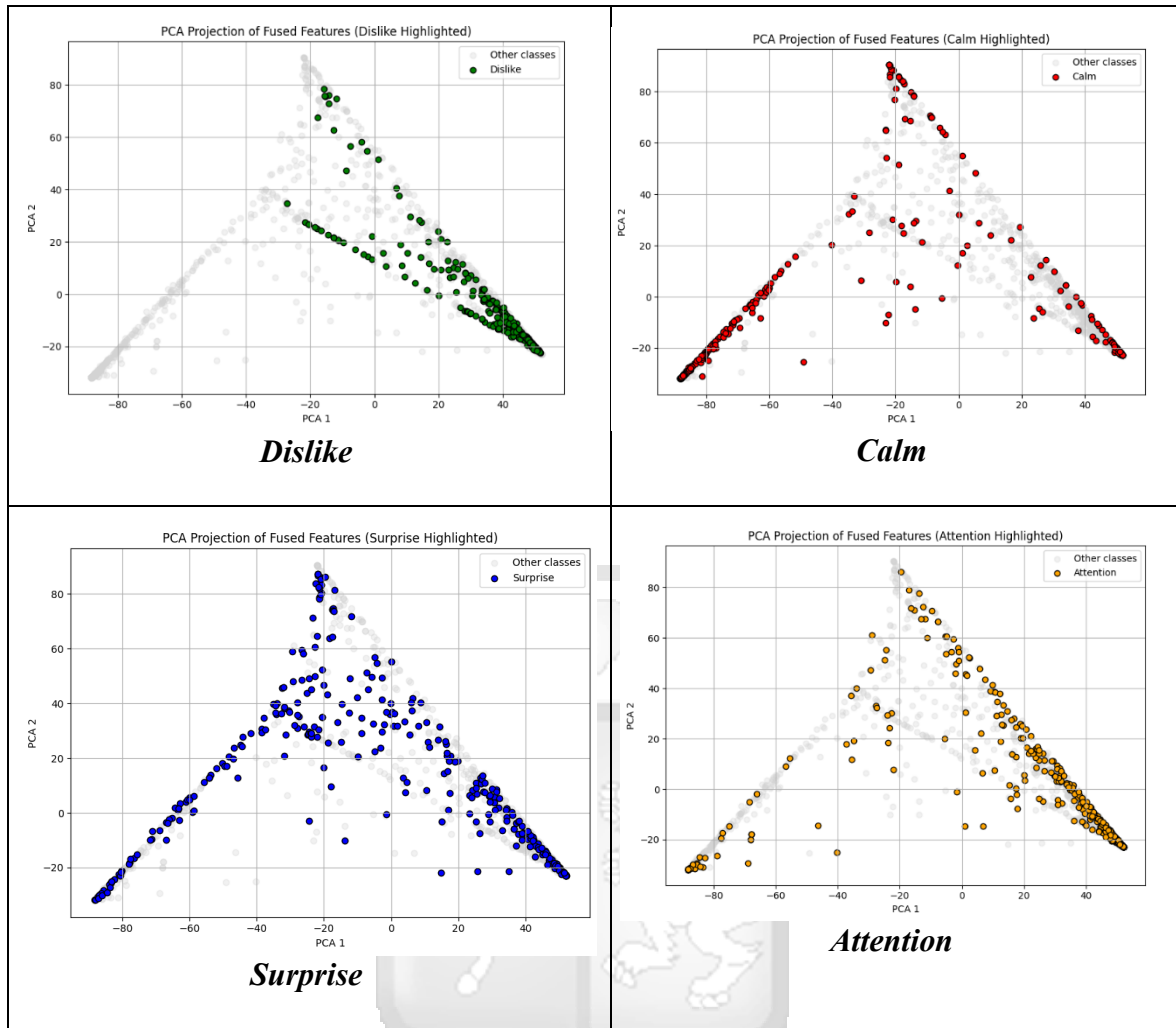 PCA Projection of Fused Features (Dislike Highlighted)
Other classes
Dislike
80
60
40
20
0
−20
PCA 2
−80 −60 −40 −20 0 20 40
PCA 1
Dislike
PCA Projection of Fused Features (Calm Highlighted)
Other classes
Calm
80
60
40
20
0
−20
PCA 2
−80 −60 −40 −20 0 20 40
PCA 1
Calm
PCA Projection of Fused Features (Surprise Highlighted)
Other classes
Surprise
80
60
40
20
0
−20
PCA 2
−80 −60 −40 −20 0 20 40
PCA 1
Surprise
PCA Projection of Fused Features (Attention Highlighted)
Other classes
Attention
80
60
40
20
0
−20
PCA 2
−80 −60 −40 −20 0 20 40
PCA 1
Attention